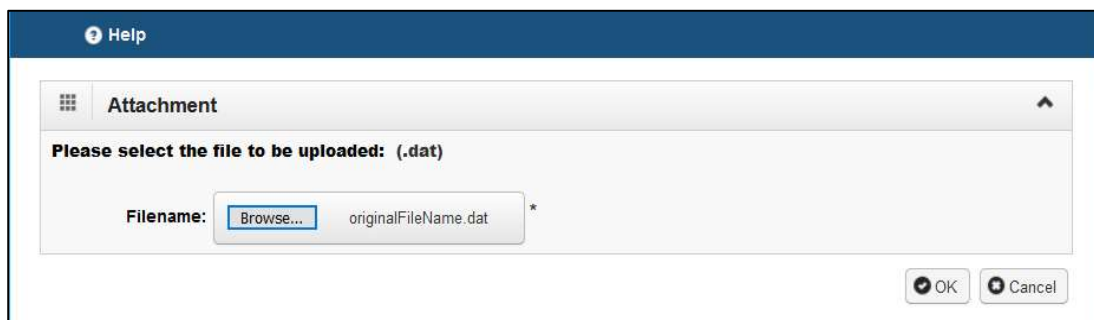 Help
Attachment
Please select the file to be uploaded: (.dat)
Filename: Browse... originalFileName.dat *
OK Cancel